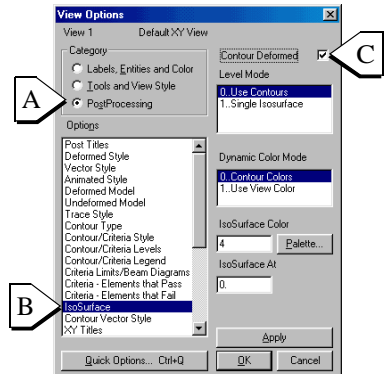 View Options
View 1 Default XY View
Category
Labels, Entities and Color
Tools and View Style
PostProcessing
A
Options
Post Titles
Deformed Style
Vector Style
Animated Style
Deformed Model
Undeformed Model
Trace Style
Contour Type
Contour/Criteria Style
Contour/Criteria Levels
Contour/Criteria Legend
Criteria Limits/Beam Diagrams
Criteria - Elements that Pass
Criteria - Elements that Fail
IsoSurface
Contour Vector Style
XY Titles
B
Quick Options... Ctrl+Q
Contour Deformed
C
Level Mode
0..Use Contours
1..Single Isosurface
Dynamic Color Mode
0..Contour Colors
1..Use View Color
IsoSurface Color
4 Palette...
IsoSurface At
0.
Apply
OK Cancel